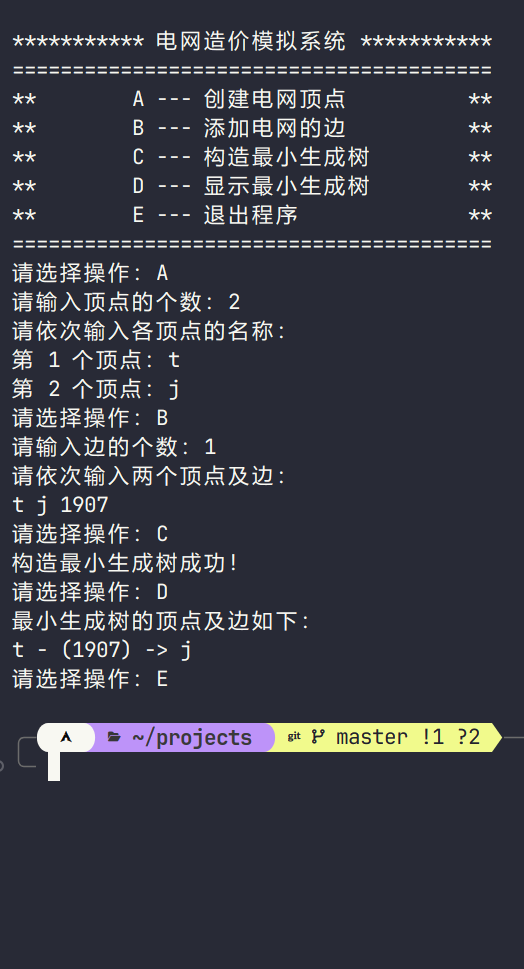 *********** 电网造价模拟系统 ***********
========================================
**        A --- 创建电网顶点          **
**        B --- 添加电网的边          **
**        C --- 构造最小生成树        **
**        D --- 显示最小生成树        **
**        E --- 退出程序              **
========================================
请选择操作: A
请输入顶点的个数: 2
请依次输入各顶点的名称:
第 1 个顶点: t
第 2 个顶点: j
请选择操作: B
请输入边的个数: 1
请依次输入两个顶点及边:
t j 1907
请选择操作: C
构造最小生成树成功!
请选择操作: D
最小生成树的顶点及边如下:
t - (1907) -> j
请选择操作: E
~/projects git master !1 ?2